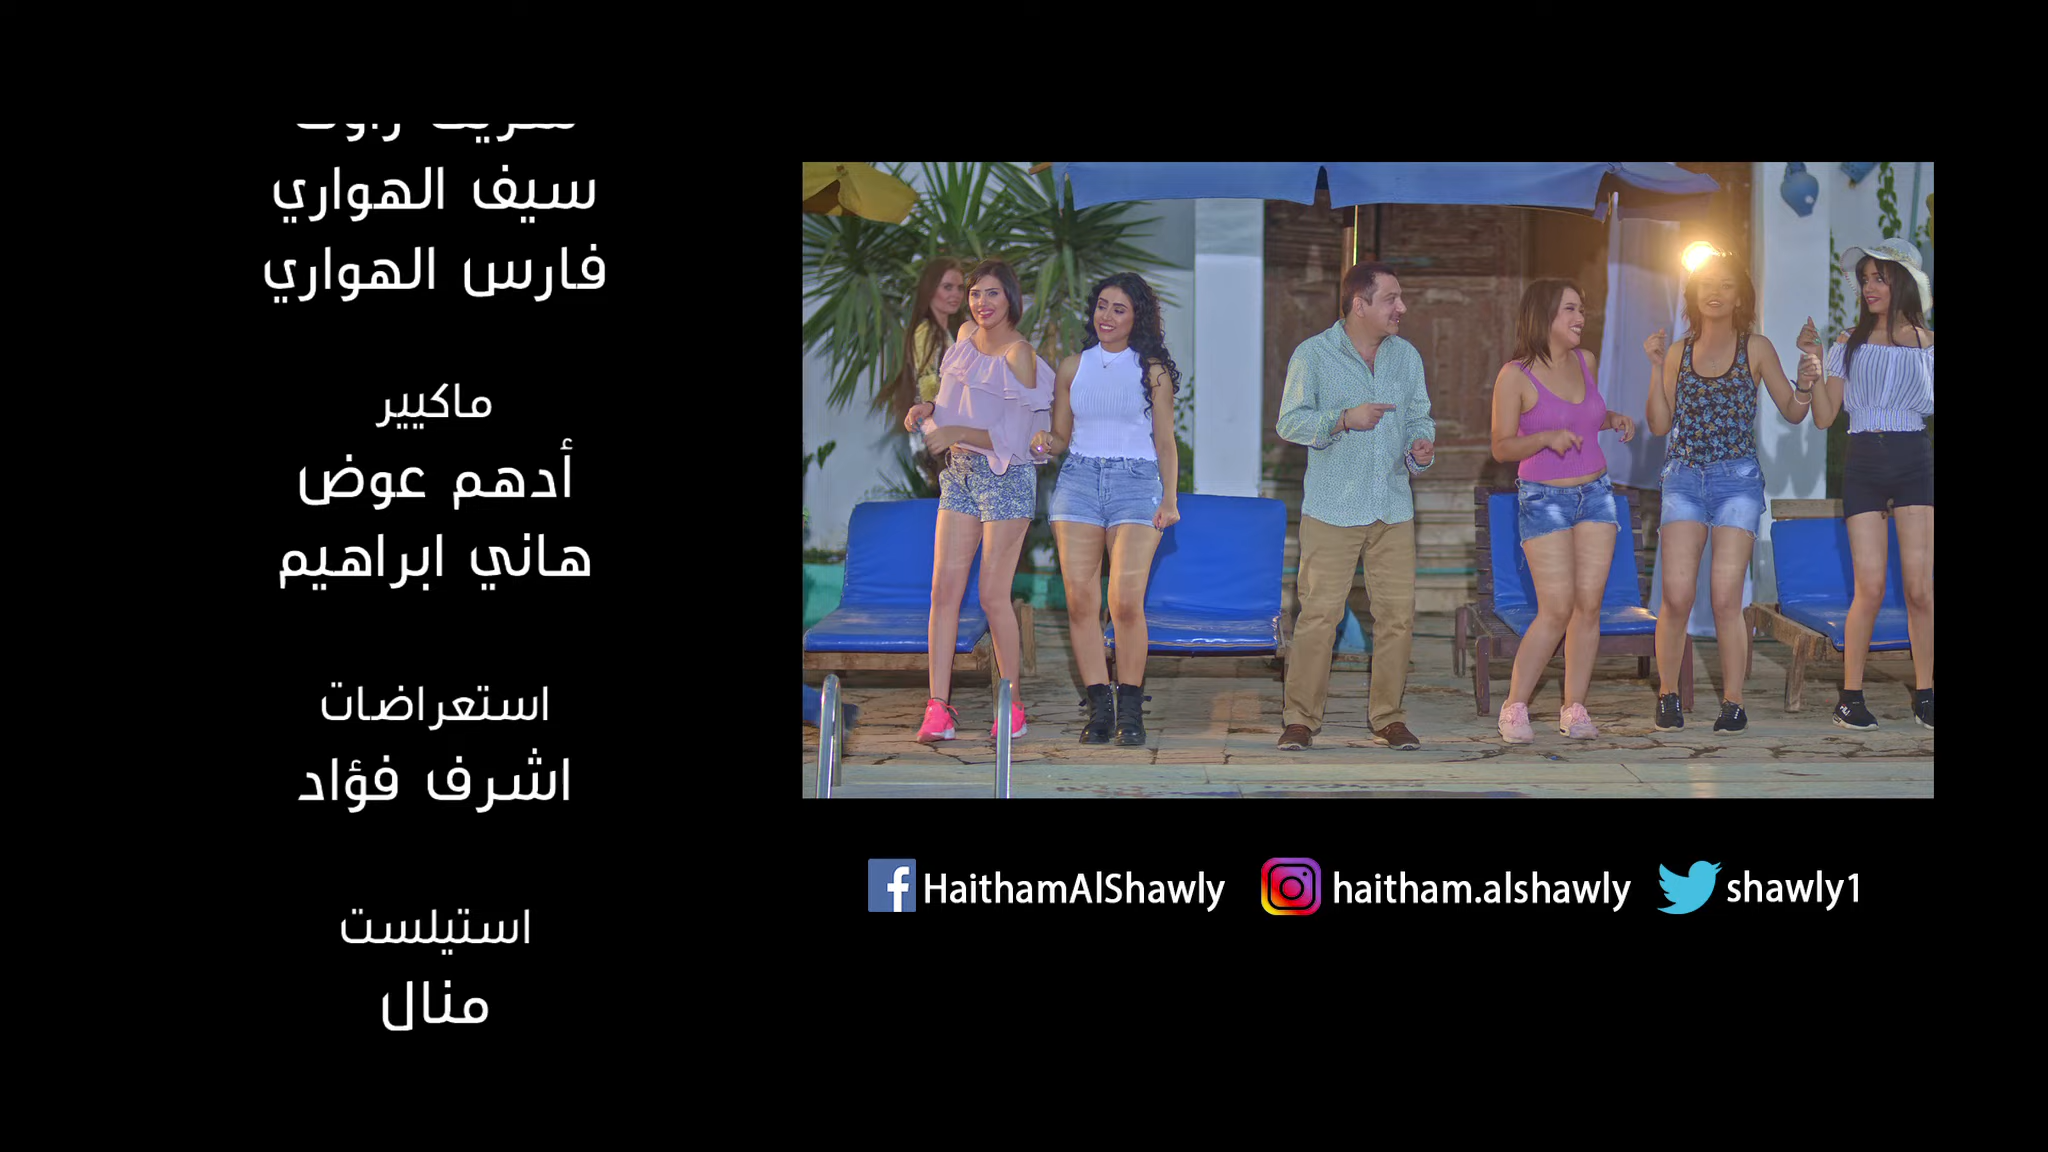 سيف الهواري
فارس الهواري
ماكيير
أدهم عوض
هاني ابراهيم
استعراضات
اشرف فؤاد
استيلست
منال
HaithamAlShawly
haitham.alshawly
shawly1